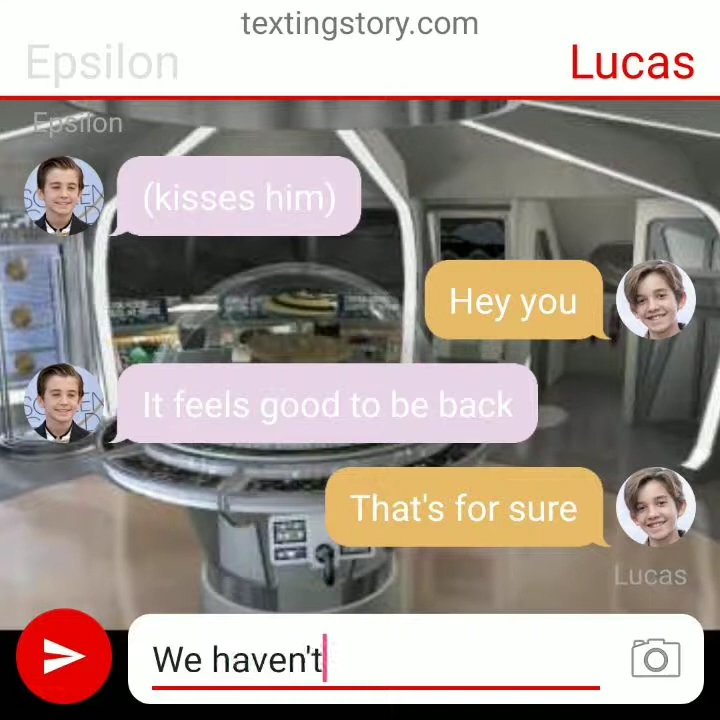 textingstory.com
Epsilon
Lucas
Epsilon
(kisses him)
Hey you
It feels good to be back
That's for sure
Lucas
We haven't